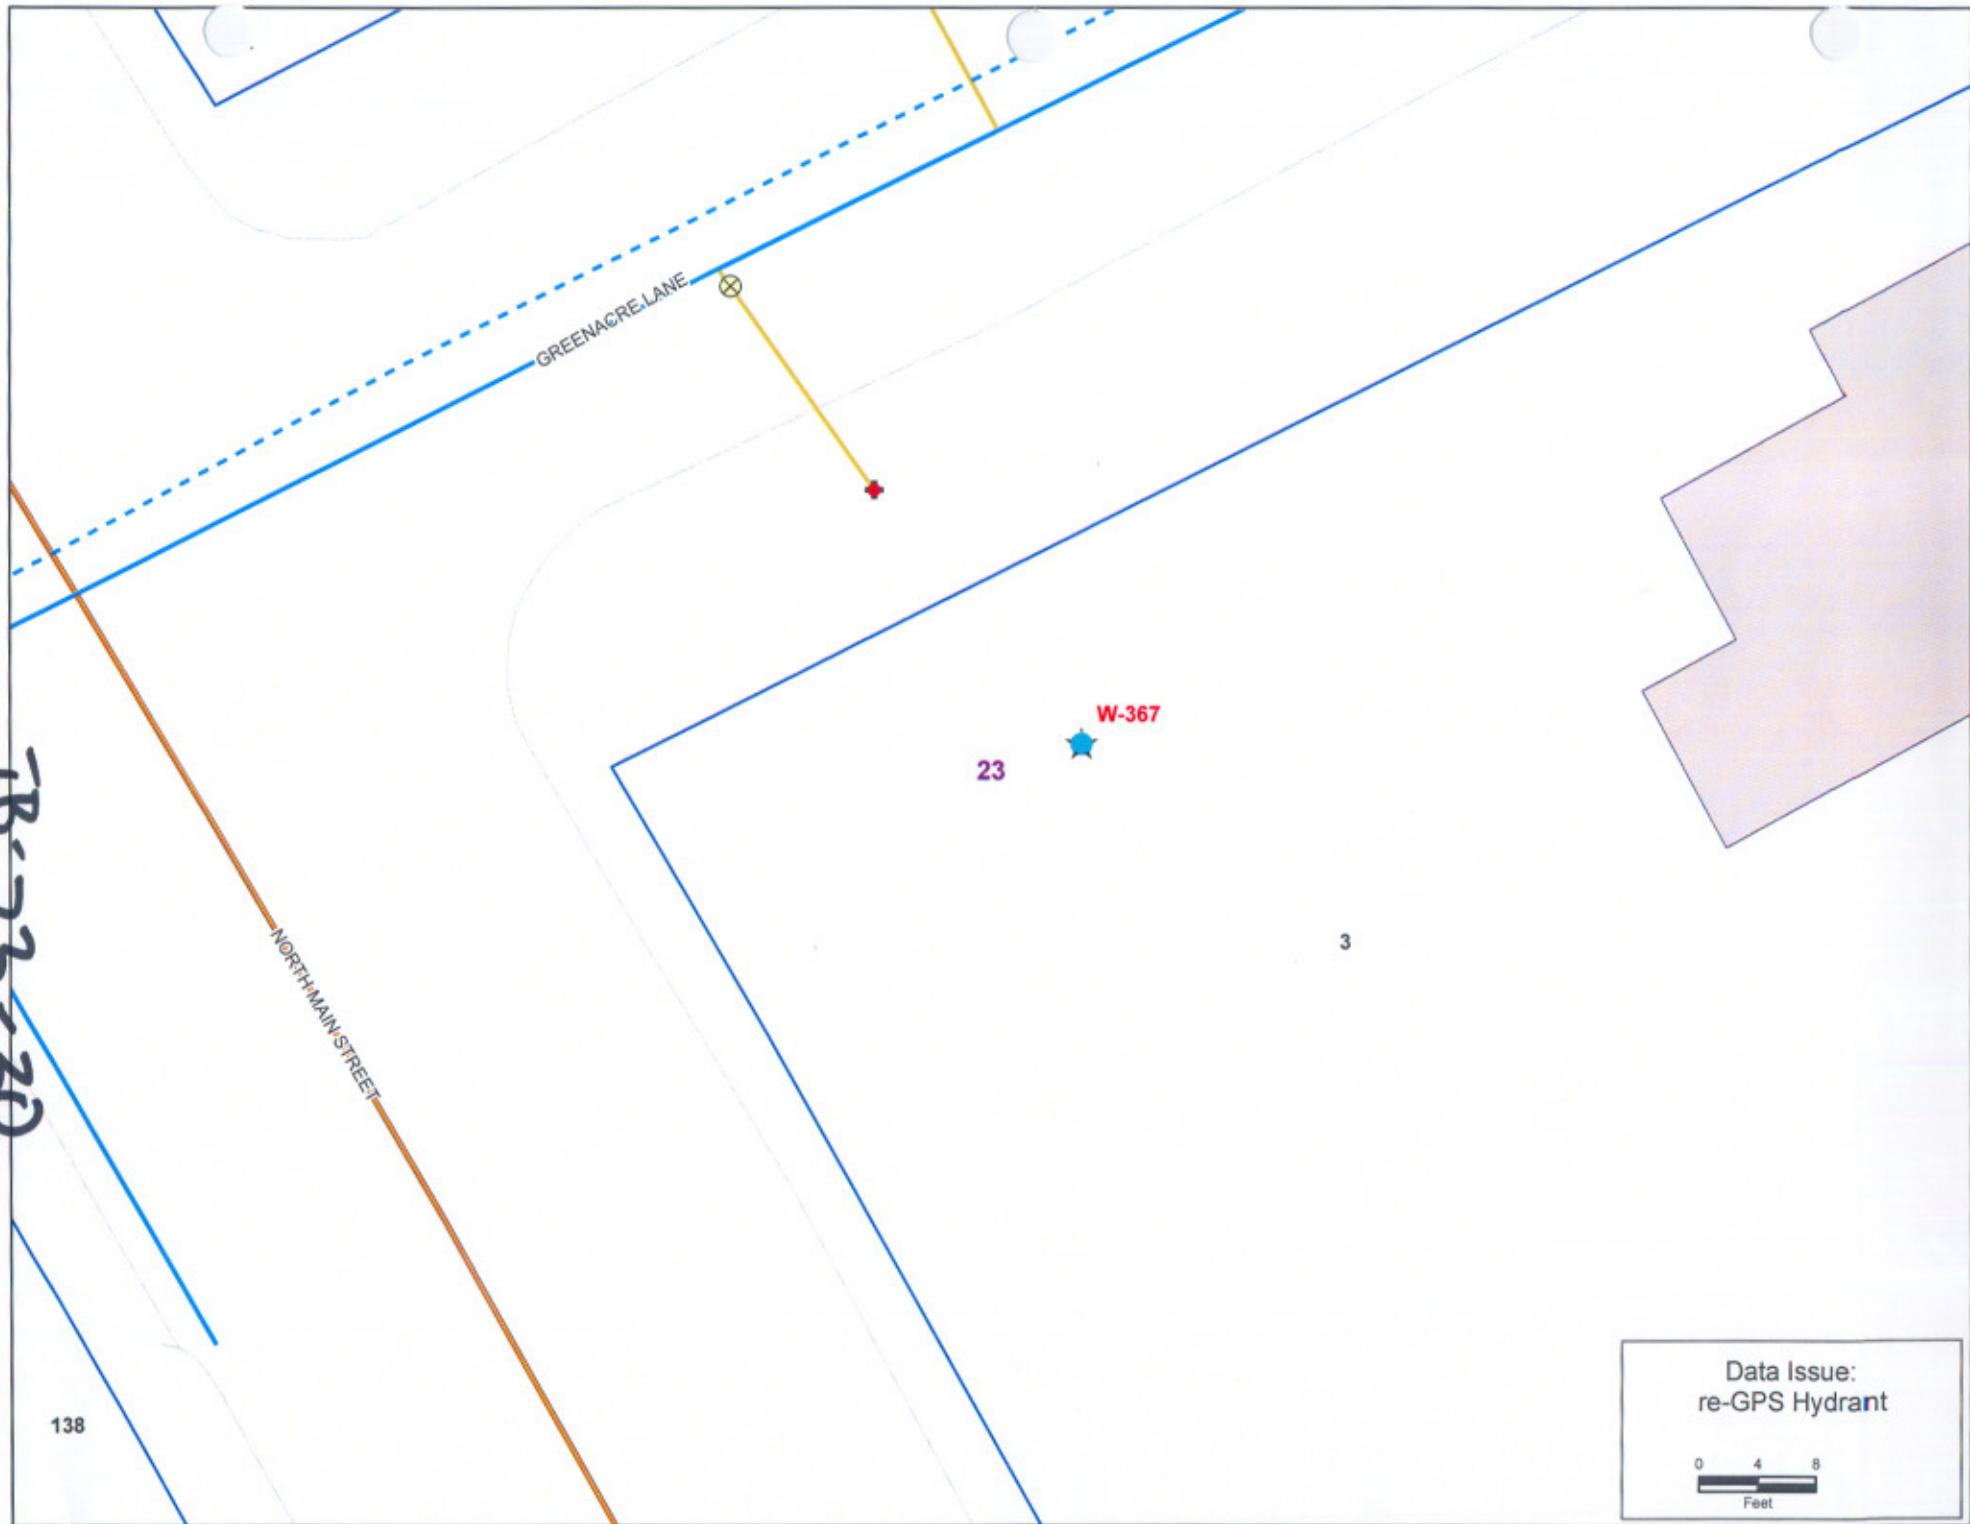 GREENACRE LANE
W-367
23
3
NORTH MAIN STREET
138
Data Issue:
re-GPS Hydrant
0 4 8
Feet